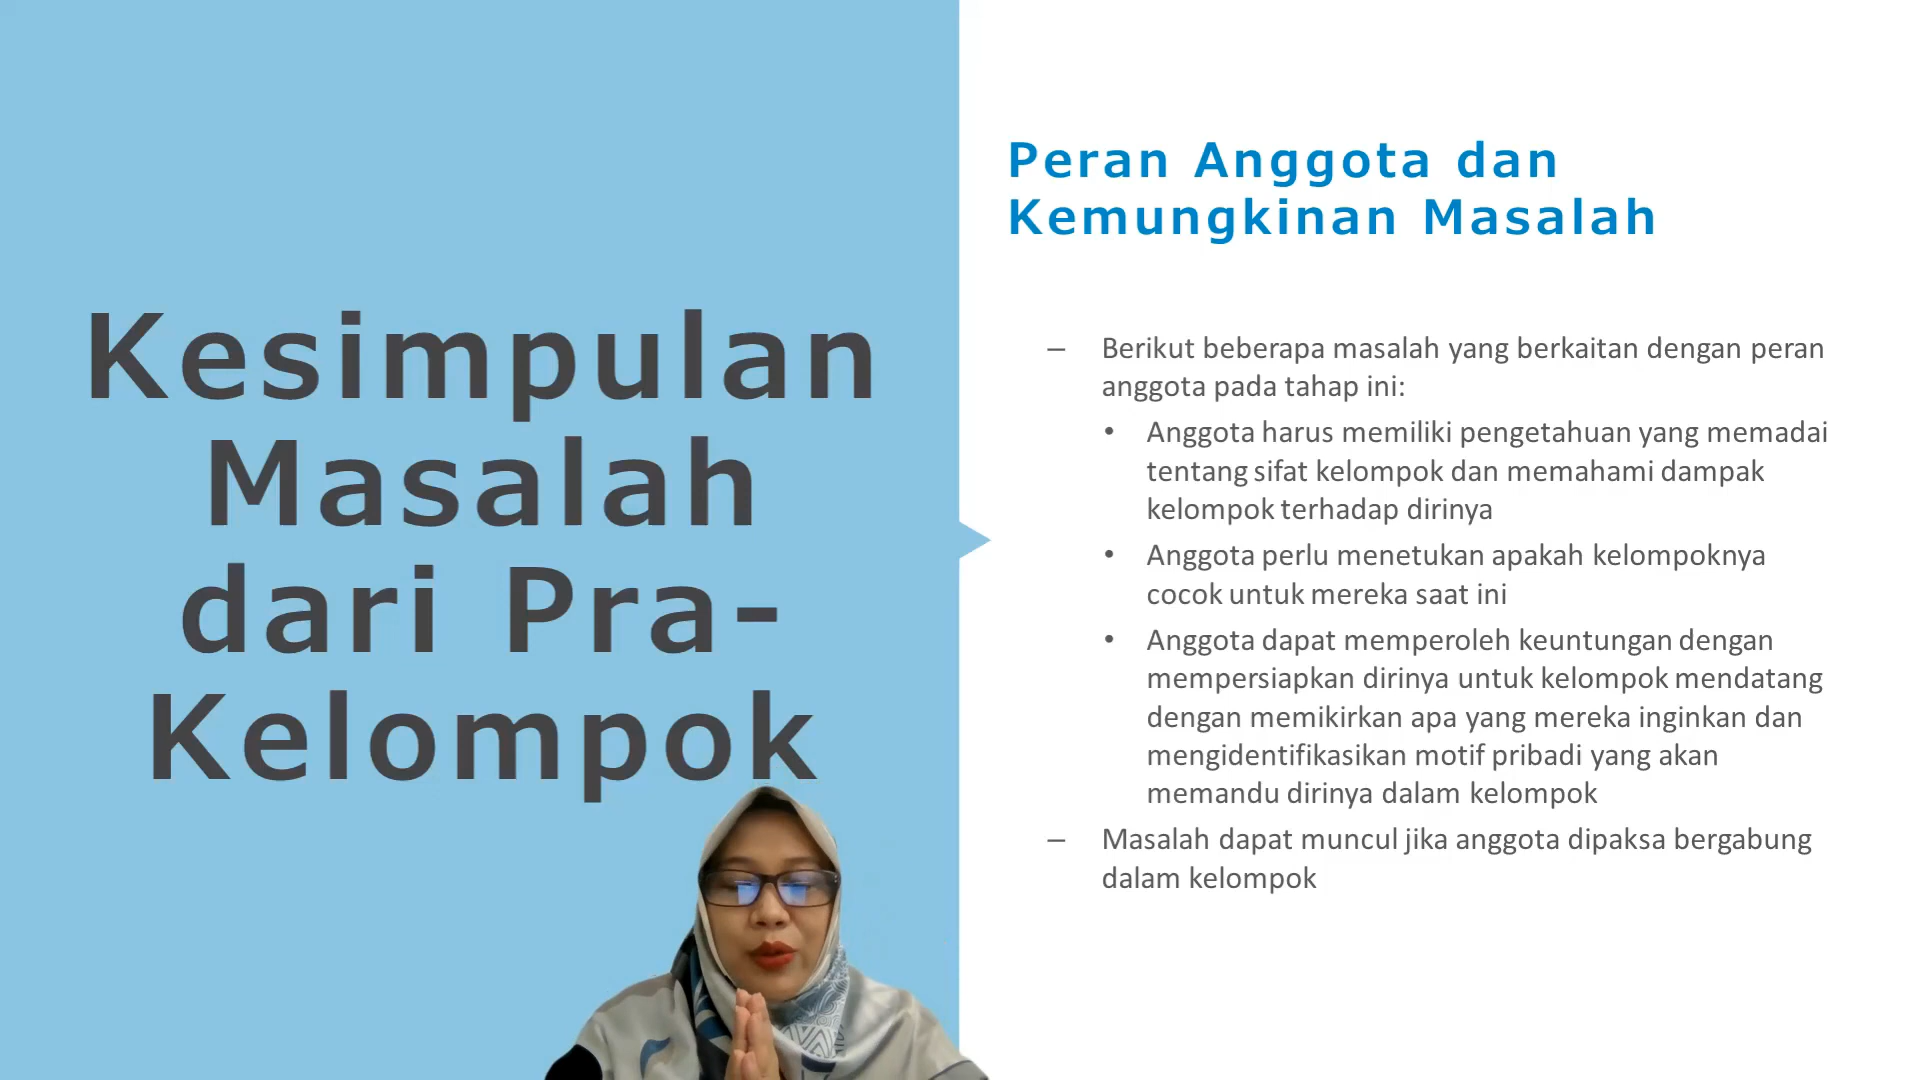 Kesimpulan
Masalah
dari Pra-
Kelompok
Peran Anggota dan
Kemungkinan Masalah
– Berikut beberapa masalah yang berkaitan dengan peran
anggota pada tahap ini:
• Anggota harus memiliki pengetahuan yang memadai
tentang sifat kelompok dan memahami dampak
kelompok terhadap dirinya
• Anggota perlu menetukan apakah kelompoknya
cocok untuk mereka saat ini
• Anggota dapat memperoleh keuntungan dengan
mempersiapkan dirinya untuk kelompok mendatang
dengan memikirkan apa yang mereka inginkan dan
mengidentifikasikan motif pribadi yang akan
memandu dirinya dalam kelompok
– Masalah dapat muncul jika anggota dipaksa bergabung
dalam kelompok